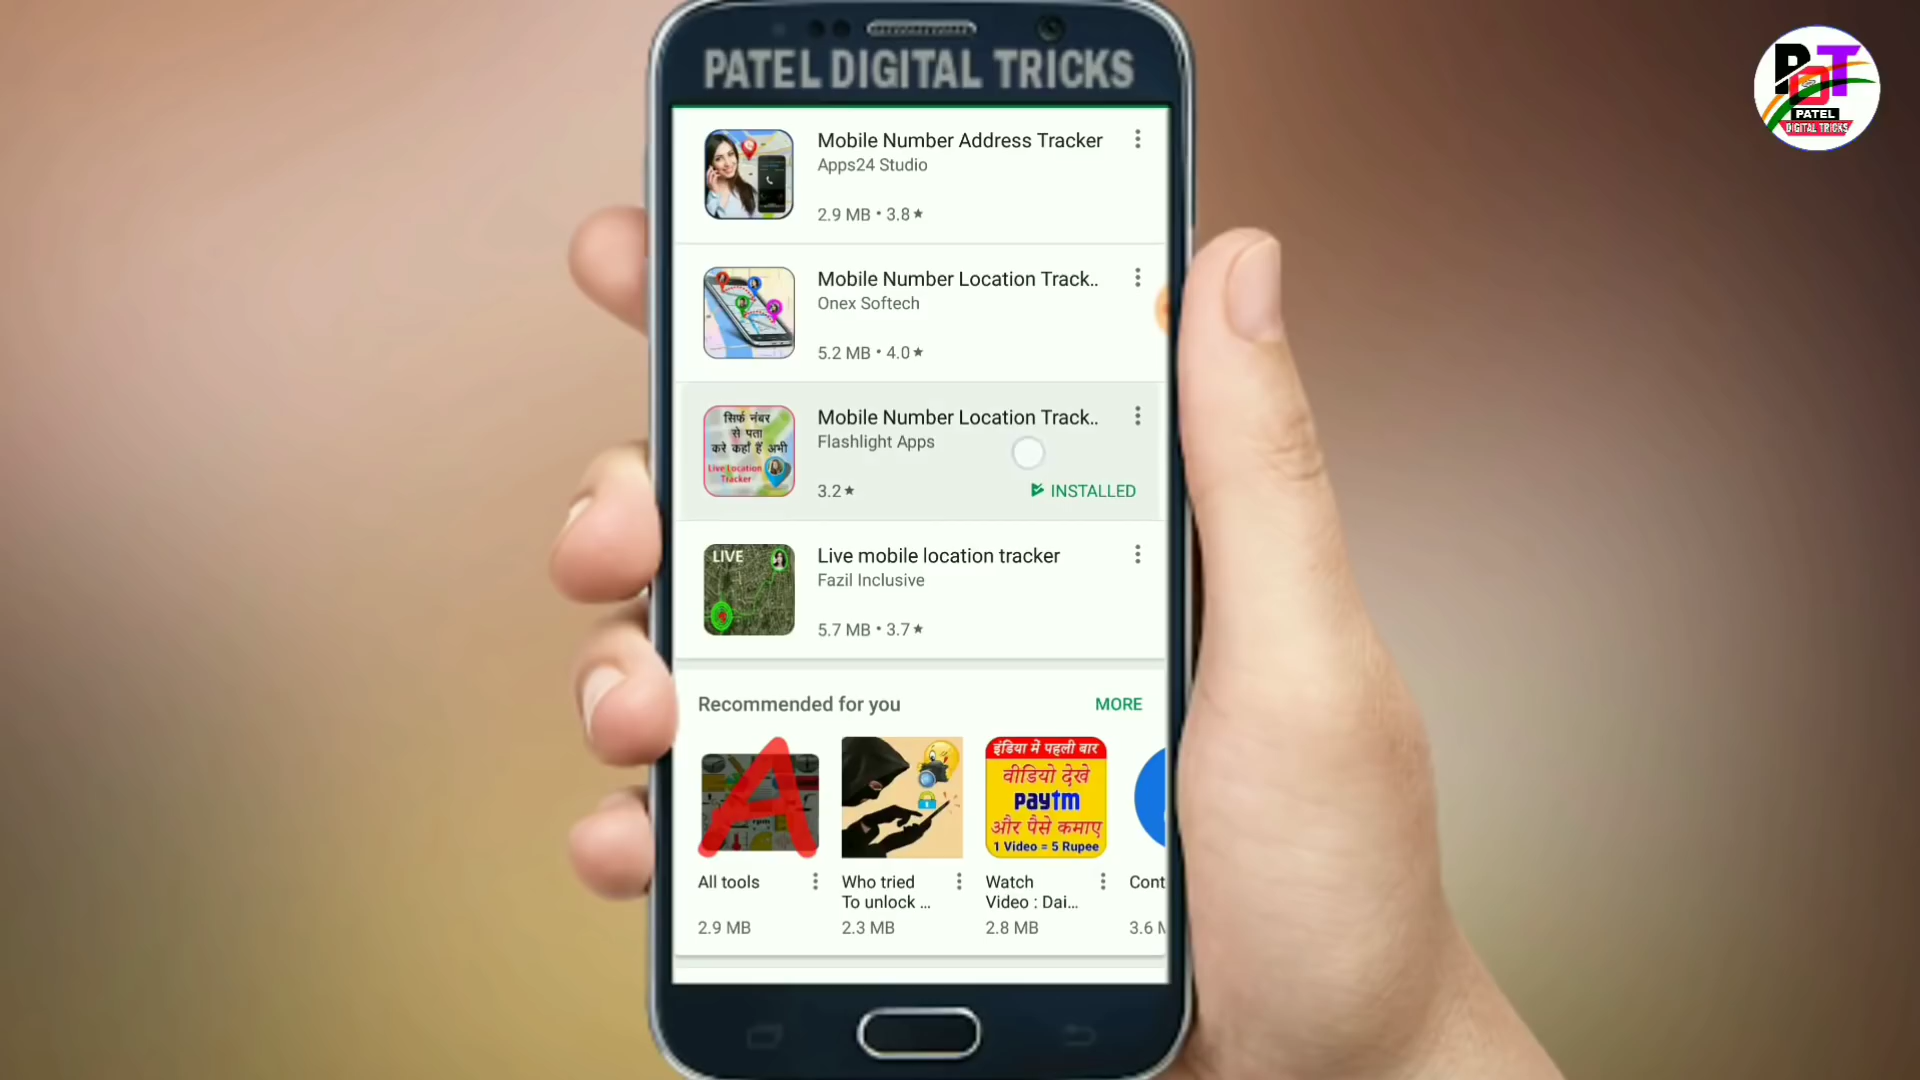 PATEL DIGITAL TRICKS
PDT
PATEL
DIGITAL TRICKS
Mobile Number Address Tracker
Apps24 Studio
2.9 MB • 3.8★
Mobile Number Location Track..
Onex Softech
5.2 MB • 4.0★
सिर्फ नंबर
से पता
करे कहाँ हैं अभी
Live Location
Tracker
Mobile Number Location Track..
Flashlight Apps
3.2★
INSTALLED
LIVE
Live mobile location tracker
Fazil Inclusive
5.7 MB • 3.7★
Recommended for you
MORE
A
rpm
इंडिया में पहली बार
वीडियो देखे
paytm
और पैसे कमाए
1 Video = 5 Rupee
All tools
Who tried
To unlock ...
Watch
Video : Dai...
Cont
2.9 MB
2.3 MB
2.8 MB
3.6 M